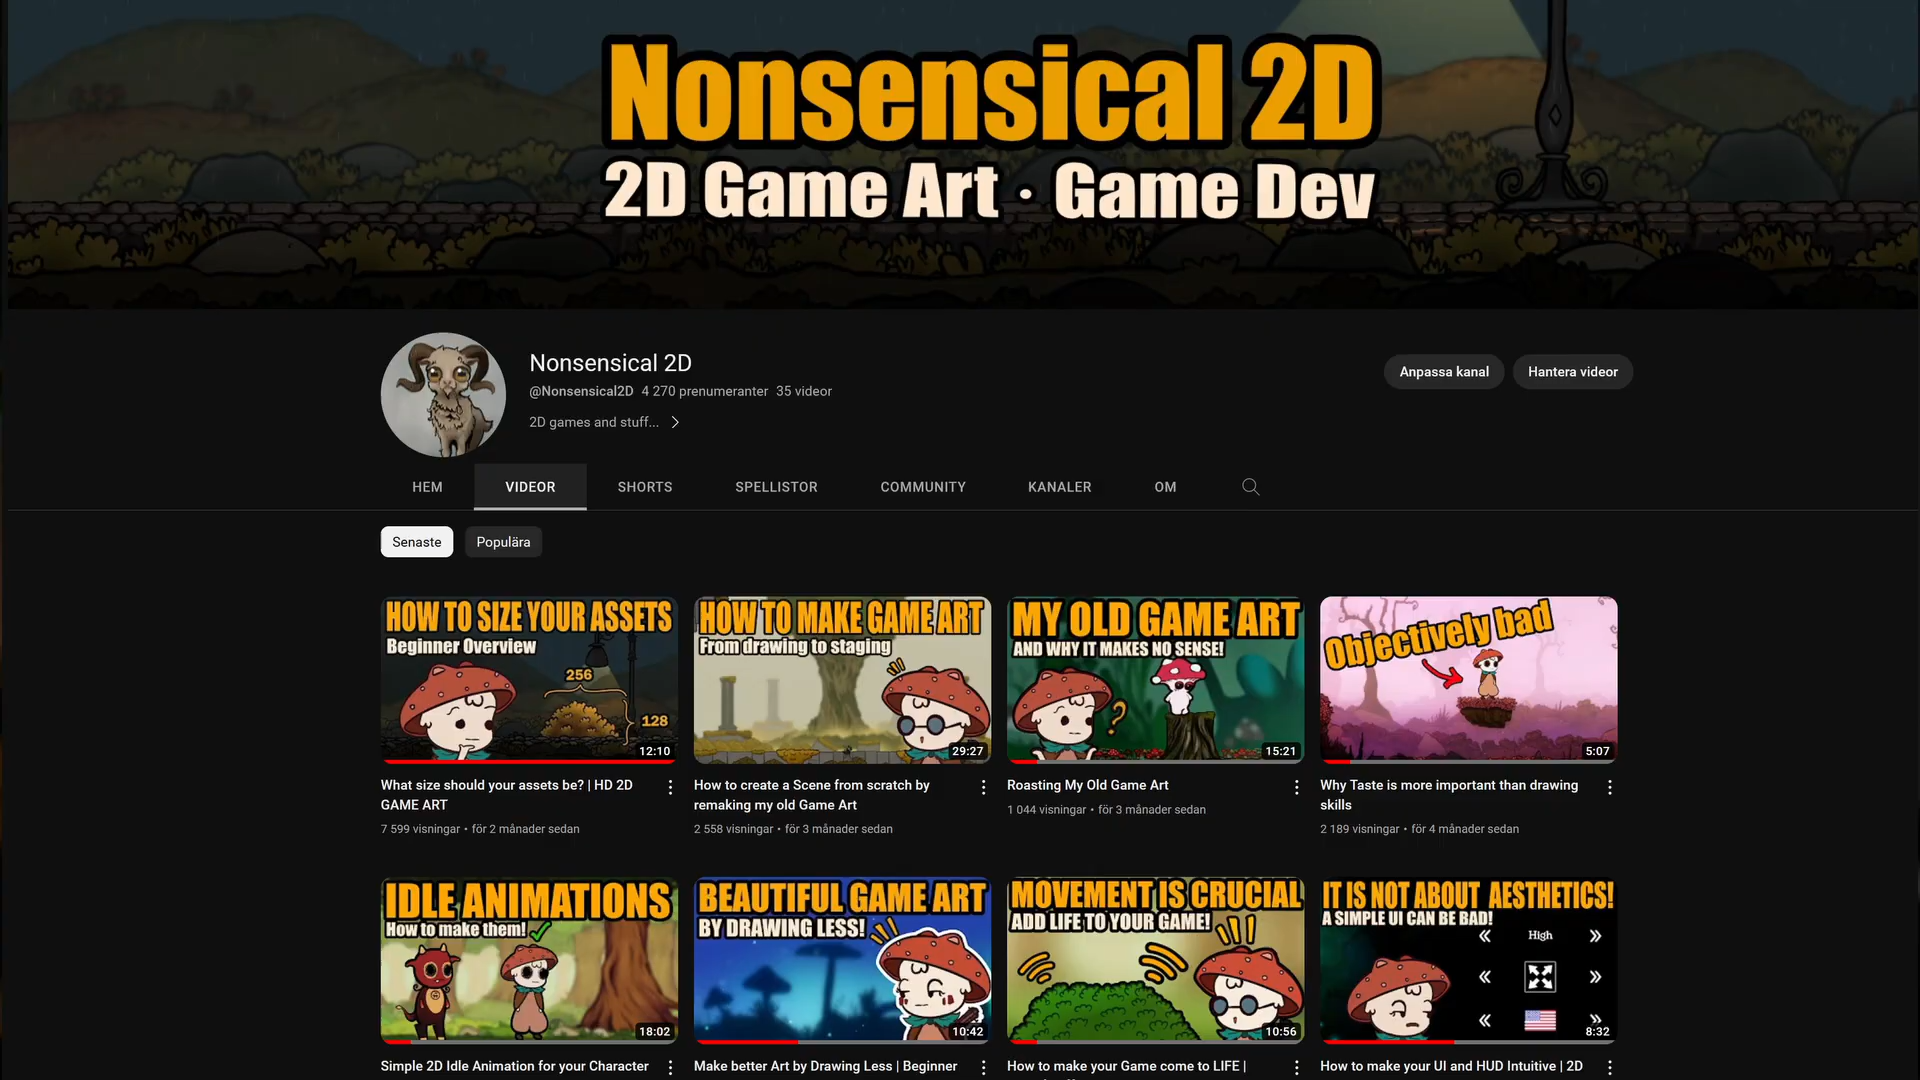 Nonsensical 2D
2D Game Art · Game Dev
Nonsensical 2D
@Nonsensical2D 4 270 prenumeranter 35 videor
2D games and stuff...
Anpassa kanal
Hantera videor
HEM
VIDEOR
SHORTS
SPELLISTOR
COMMUNITY
KANALER
OM
Senaste
Populära
HOW TO SIZE YOUR ASSETS
Beginner Overview
256
128
12:10
What size should your assets be? | HD 2D
GAME ART
7 599 visningar • för 2 månader sedan
HOW TO MAKE GAME ART
From drawing to staging
29:27
How to create a Scene from scratch by
remaking my old Game Art
2 558 visningar • för 3 månader sedan
MY OLD GAME ART
AND WHY IT MAKES NO SENSE!
?
15:21
Roasting My Old Game Art
1 044 visningar • för 3 månader sedan
Objectively bad
5:07
Why Taste is more important than drawing
skills
2 189 visningar • för 4 månader sedan
IDLE ANIMATIONS
How to make them!
18:02
Simple 2D Idle Animation for your Character
BEAUTIFUL GAME ART
BY DRAWING LESS!
10:42
Make better Art by Drawing Less | Beginner
MOVEMENT IS CRUCIAL
ADD LIFE TO YOUR GAME!
10:56
How to make your Game come to LIFE |
IT IS NOT ABOUT AESTHETICS!
A SIMPLE UI CAN BE BAD!
« High »
« »
« »
8:32
How to make your UI and HUD Intuitive | 2D